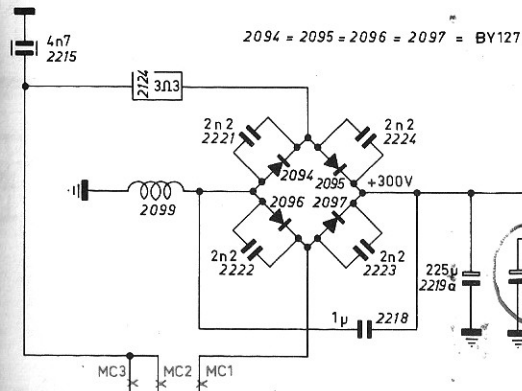 4n7
2215
2094 = 2095 = 2096 = 2097 = BY127
2124
3Ω3
2n2
2221
2n2
2224
2094
2095
+300V
2099
2096
2097
2n2
2222
2n2
2223
225µ
2219a
1µ
2218
MC3
MC2
MC1